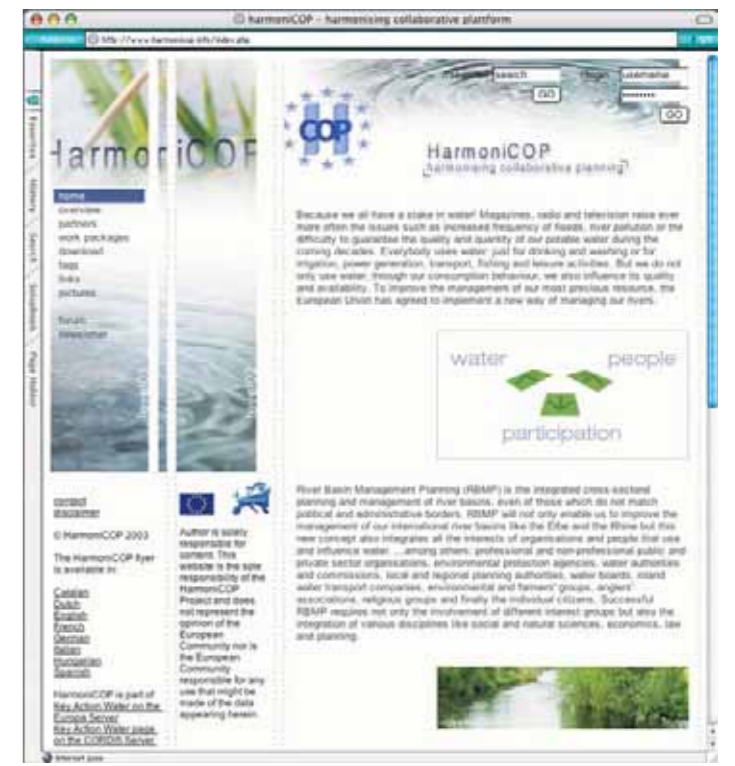 harmoniCOP - harmonising collaborative planform
Favorites
History
Search
Scrapbook
Page Holder
HarmoniCOP
home
overview
partners
work packages
download
faqs
links
pictures
forum
newsletter
search
GO
login
username
GO
COP
HarmoniCOP
harmonising collaborative planning
Because we all have a stake in water! Magazines, radio and television raise ever
more often the issues such as increased frequency of floods, river pollution or the
difficulty to guarantee the quality and quantity of our potable water during the
coming decades. Everybody uses water: just for drinking and washing or for
irrigation, power generation, transport, fishing and leisure activities. But we do not
only use water, through our consumption behaviour, we also influence its quality
and availability. To improve the management of our most precious resource, the
European Union has agreed to implement a new way of managing our rivers.
water people
participation
River Basin Management Planning (RBMP) is the integrated cross-sectoral
planning and management of river basins, even of those which do not match
political and administrative borders. RBMP will not only enable us to improve the
management of our international river basins like the Elbe and the Rhine but this
new concept also integrates all the interests of organisations and people that use
and influence water. ...among others: professional and non-professional public and
private sector organisations, environmental protection agencies, water authorities
and commissions, local and regional planning authorities, water boards, inland
water transport companies, environmental and farmers' groups, anglers'
associations, religious groups and finally the individual citizens. Successful
RBMP requires not only the involvement of different interest groups but also the
integration of various disciplines like social and natural sciences, economics, law
and planning.
contact
disclaimer
© HarmoniCOP 2003
The HarmoniCOP flyer
is available in:
Catalan
Dutch
English
French
German
Italian
Hungarian
Spanish
HarmoniCOP is part of
Key Action Water on the
Europa Server
Key Action Water page
on the CORDIS Server
Author is solely
responsible for
content. This
website is the sole
responsibility of the
HarmoniCOP
Project and does
not represent the
opinion of the
European
Community nor is
the European
Community
responsible for any
use that might be
made of the data
appearing herein.
Internet zone